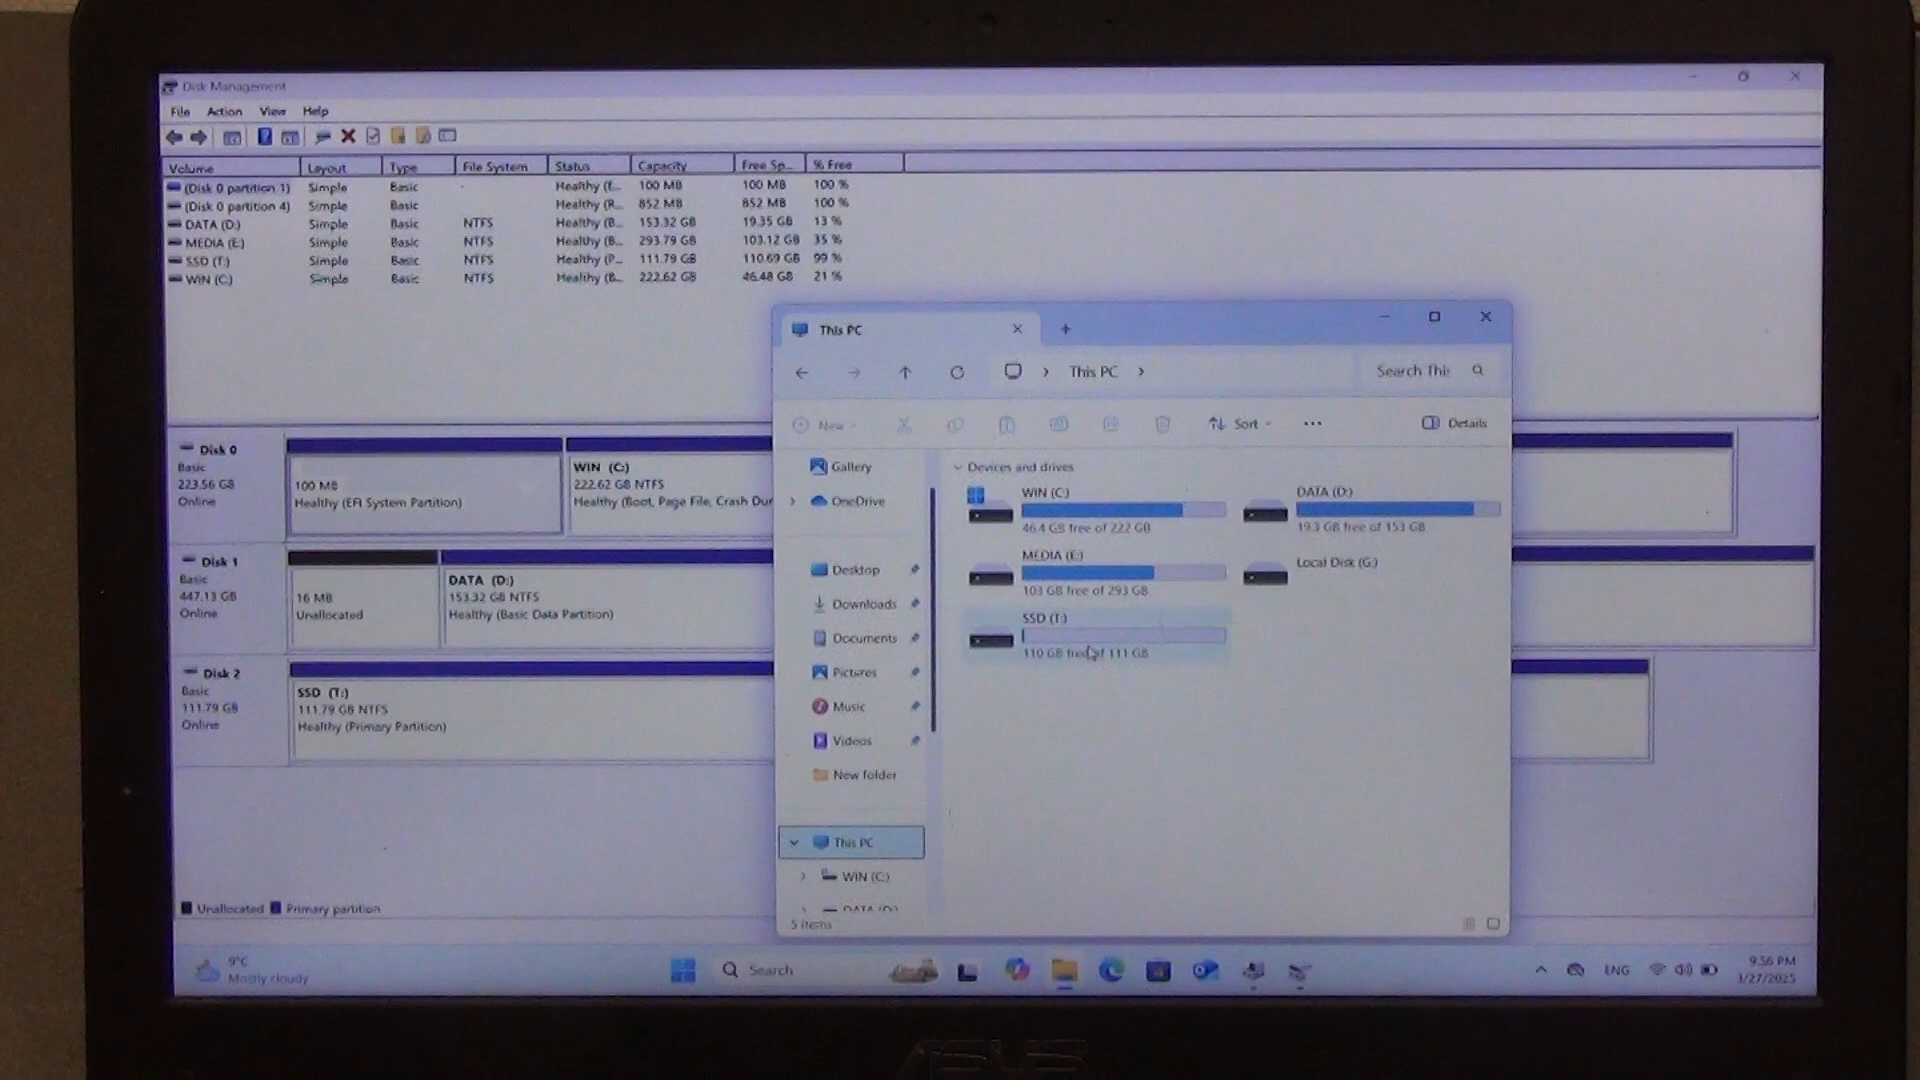 Disk Management
File Action View Help
Volume Layout Type File System Status Capacity Free Sp... % Free
(Disk 0 partition 1) Simple Basic Healthy (E... 100 MB 100 MB 100 %
(Disk 0 partition 4) Simple Basic Healthy (R... 852 MB 852 MB 100 %
DATA (D:) Simple Basic NTFS Healthy (B... 153.32 GB 19.35 GB 13 %
MEDIA (E:) Simple Basic NTFS Healthy (B... 293.79 GB 103.12 GB 35 %
SSD (T:) Simple Basic NTFS Healthy (P... 111.79 GB 110.69 GB 99 %
WIN (C:) Simple Basic NTFS Healthy (B... 222.62 GB 46.48 GB 21 %
Disk 0
Basic
223.56 GB
Online
100 MB
Healthy (EFI System Partition)
WIN (C:)
222.62 GB NTFS
Healthy (Boot, Page File, Crash Dur
Disk 1
Basic
447.13 GB
Online
16 MB
Unallocated
DATA (D:)
153.32 GB NTFS
Healthy (Basic Data Partition)
Disk 2
Basic
111.79 GB
Online
SSD (T:)
111.79 GB NTFS
Healthy (Primary Partition)
Unallocated Primary partition
This PC
This PC
Search This
New
Sort
Details
Gallery
OneDrive
Desktop
Downloads
Documents
Pictures
Music
Videos
New folder
This PC
WIN (C:)
DATA (D:)
Devices and drives
WIN (C:)
46.4 GB free of 222 GB
DATA (D:)
19.3 GB free of 153 GB
MEDIA (E:)
103 GB free of 293 GB
Local Disk (G:)
SSD (T:)
110 GB free of 111 GB
5 items
9°C
Mostly cloudy
Search
ENG
9:56 PM
3/27/2025
ASUS